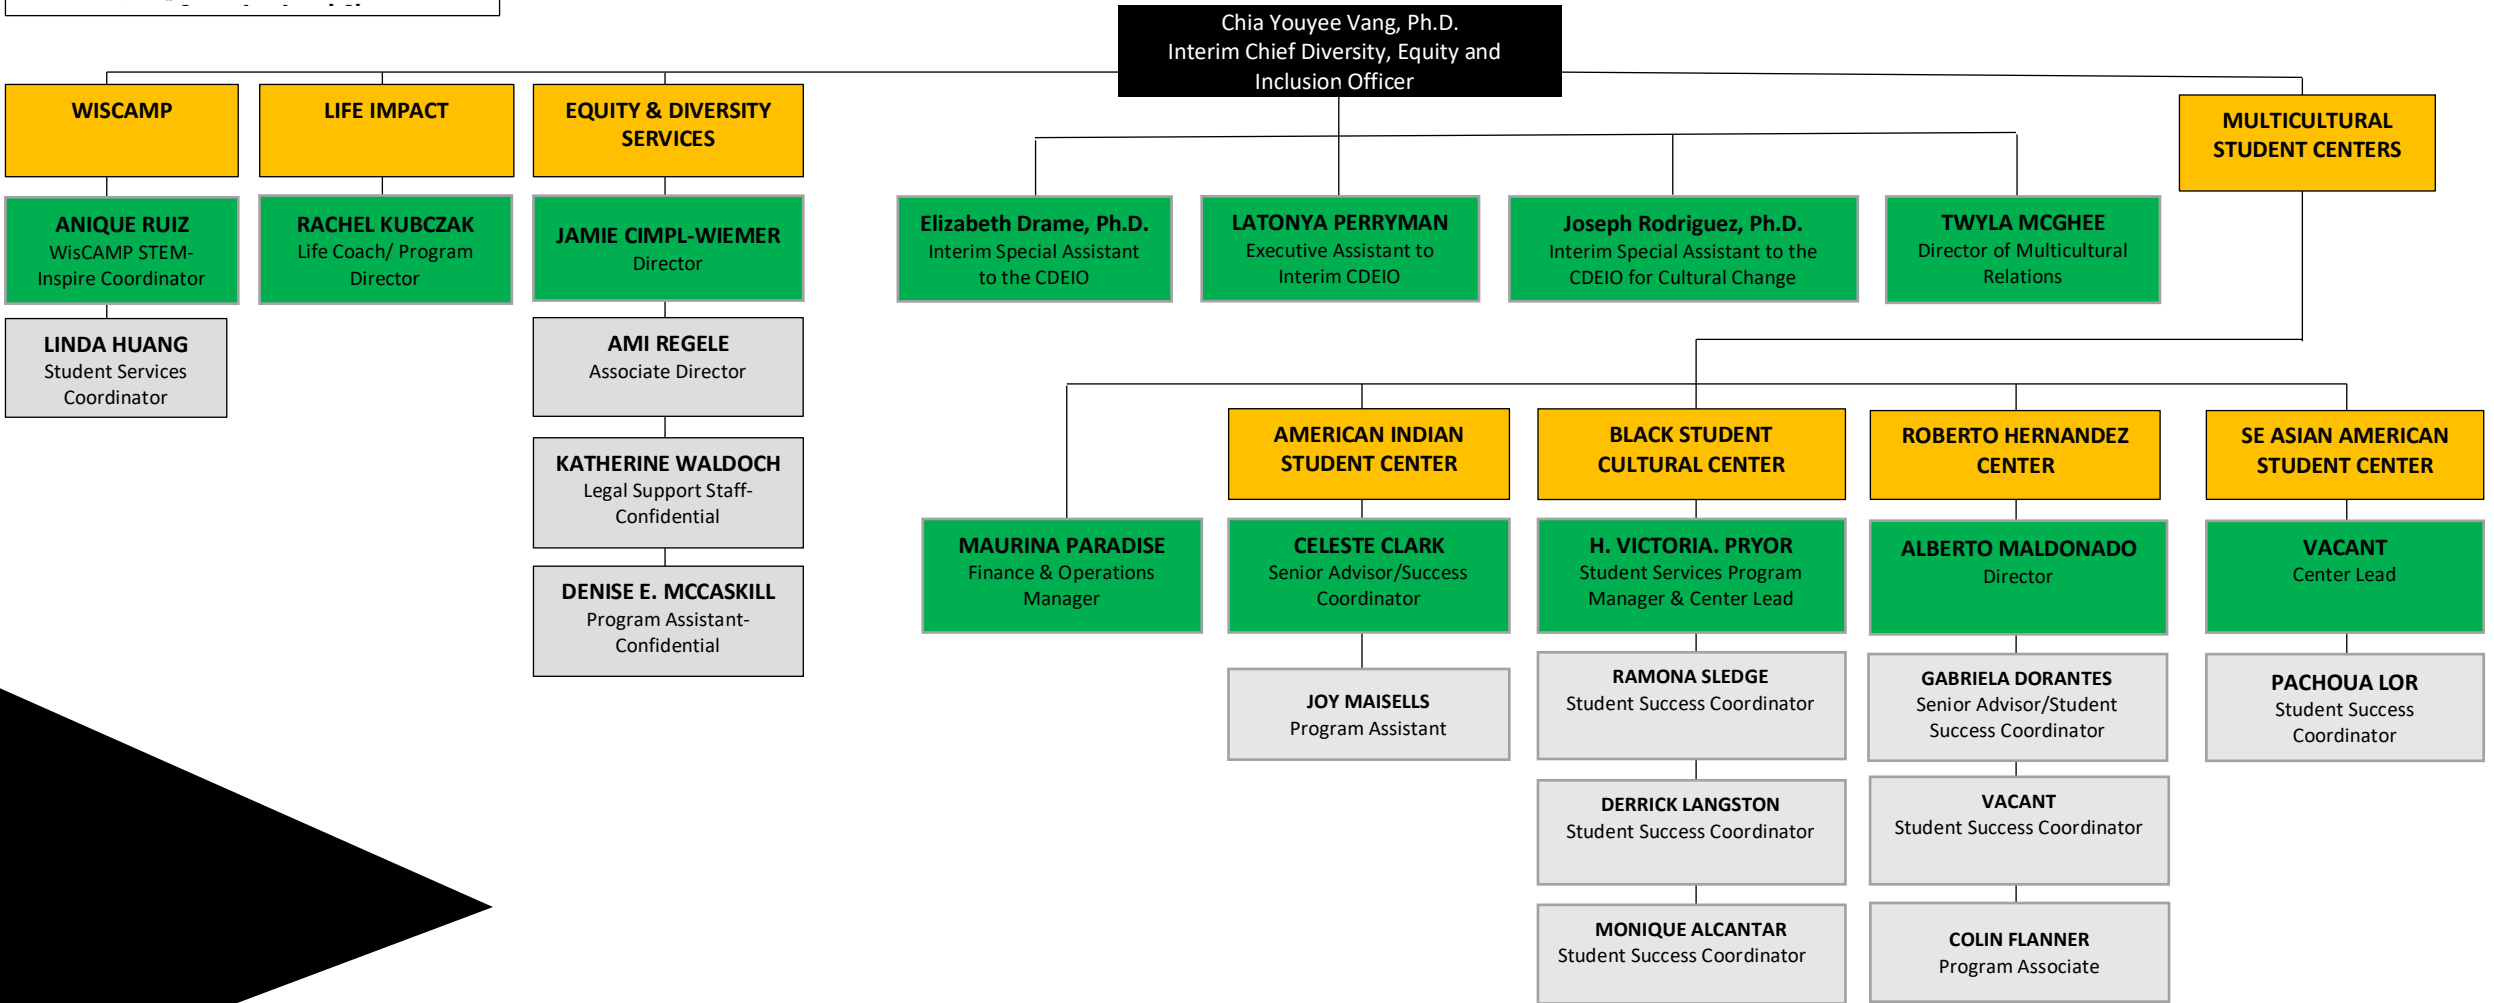 Chia Youyee Vang, Ph.D.
Interim Chief Diversity, Equity and
Inclusion Officer
WISCAMP
LIFE IMPACT
EQUITY & DIVERSITY
SERVICES
MULTICULTURAL
STUDENT CENTERS
ANIQUE RUIZ
WisCAMP STEM-
Inspire Coordinator
RACHEL KUBCZAK
Life Coach/ Program
Director
JAMIE CIMPL-WIEMER
Director
Elizabeth Drame, Ph.D.
Interim Special Assistant
to the CDEIO
LATONYA PERRYMAN
Executive Assistant to
Interim CDEIO
Joseph Rodriguez, Ph.D.
Interim Special Assistant to the
CDEIO for Cultural Change
TWYLA MCGHEE
Director of Multicultural
Relations
LINDA HUANG
Student Services
Coordinator
AMI REGELE
Associate Director
KATHERINE WALDOCH
Legal Support Staff-
Confidential
DENISE E. MCCASKILL
Program Assistant-
Confidential
AMERICAN INDIAN
STUDENT CENTER
BLACK STUDENT
CULTURAL CENTER
ROBERTO HERNANDEZ
CENTER
SE ASIAN AMERICAN
STUDENT CENTER
MAURINA PARADISE
Finance & Operations
Manager
CELESTE CLARK
Senior Advisor/Success
Coordinator
H. VICTORIA. PRYOR
Student Services Program
Manager & Center Lead
ALBERTO MALDONADO
Director
VACANT
Center Lead
JOY MAISELLS
Program Assistant
RAMONA SLEDGE
Student Success Coordinator
GABRIELA DORANTES
Senior Advisor/Student
Success Coordinator
PACHOUA LOR
Student Success
Coordinator
DERRICK LANGSTON
Student Success Coordinator
VACANT
Student Success Coordinator
MONIQUE ALCANTAR
Student Success Coordinator
COLIN FLANNER
Program Associate